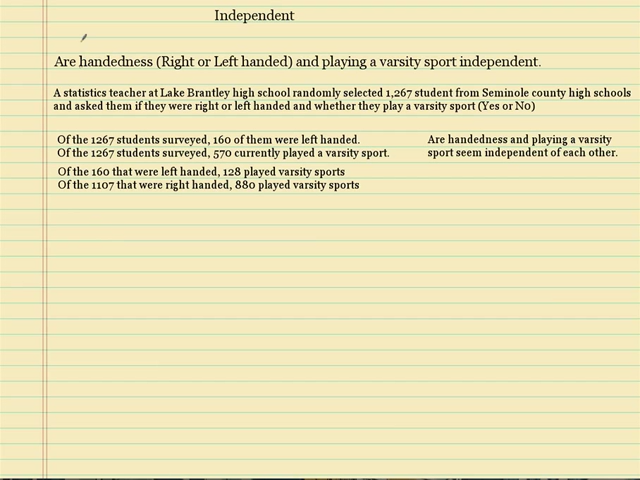 Independent
Are handedness (Right or Left handed) and playing a varsity sport independent.
A statistics teacher at Lake Brantley high school randomly selected 1,267 student from Seminole county high schools
and asked them if they were right or left handed and whether they play a varsity sport (Yes or No)
Of the 1267 students surveyed, 160 of them were left handed.
Of the 1267 students surveyed, 570 currently played a varsity sport.
Of the 160 that were left handed, 128 played varsity sports
Of the 1107 that were right handed, 880 played varsity sports
Are handedness and playing a varsity
sport seem independent of each other.